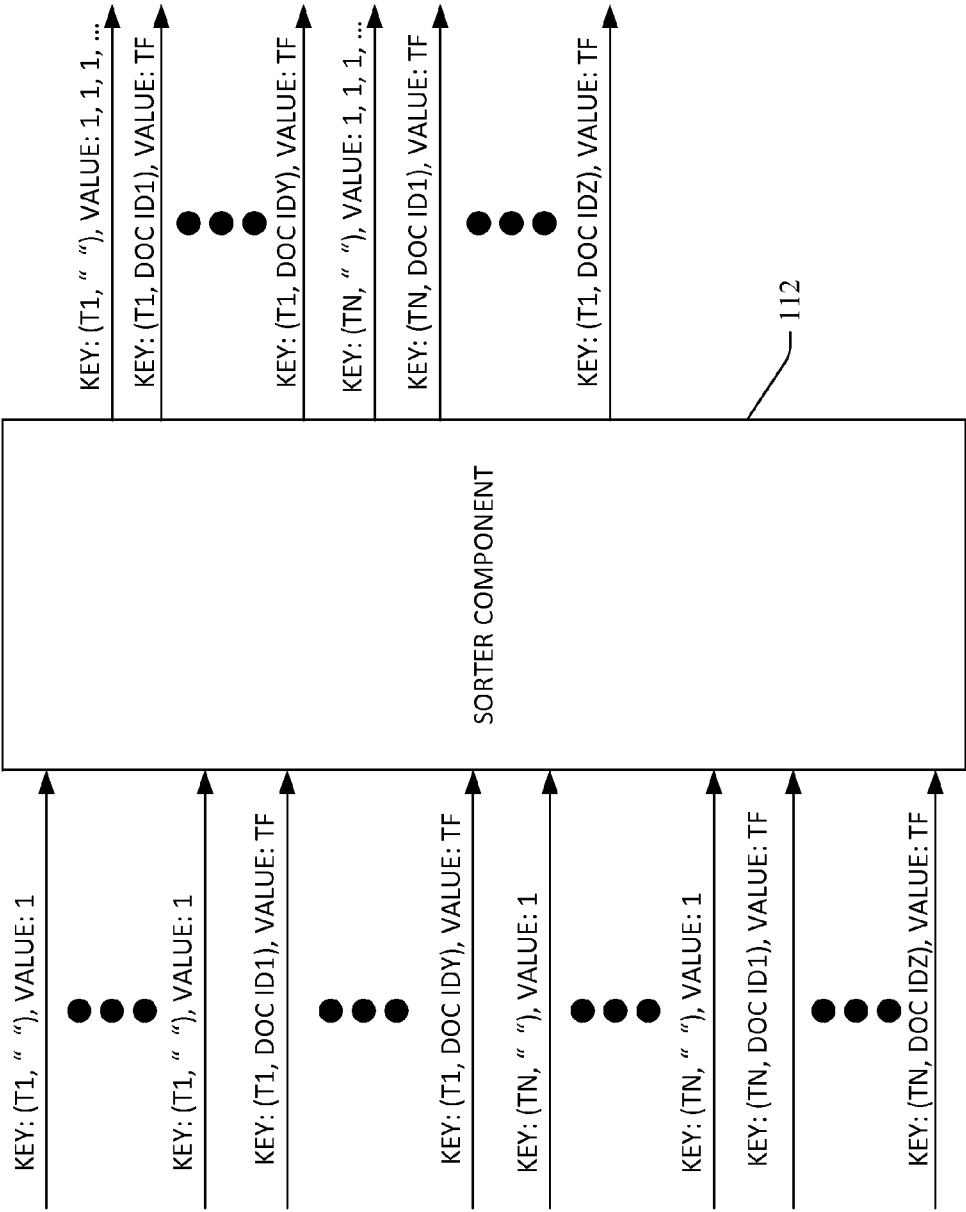 KEY: (T1, “ “), VALUE: 1
KEY: (T1, “ “), VALUE: 1
KEY: (T1, DOC ID1), VALUE: TF
KEY: (T1, DOC IDY), VALUE: TF
KEY: (TN, “ “), VALUE: 1
KEY: (TN, “ “), VALUE: 1
KEY: (TN, DOC ID1), VALUE: TF
KEY: (TN, DOC IDZ), VALUE: TF
SORTER COMPONENT
112
KEY: (T1, “ “), VALUE: 1, 1, 1, ...
KEY: (T1, DOC ID1), VALUE: TF
KEY: (T1, DOC IDY), VALUE: TF
KEY: (TN, “ “), VALUE: 1, 1, 1, ...
KEY: (TN, DOC ID1), VALUE: TF
KEY: (T1, DOC IDZ), VALUE: TF